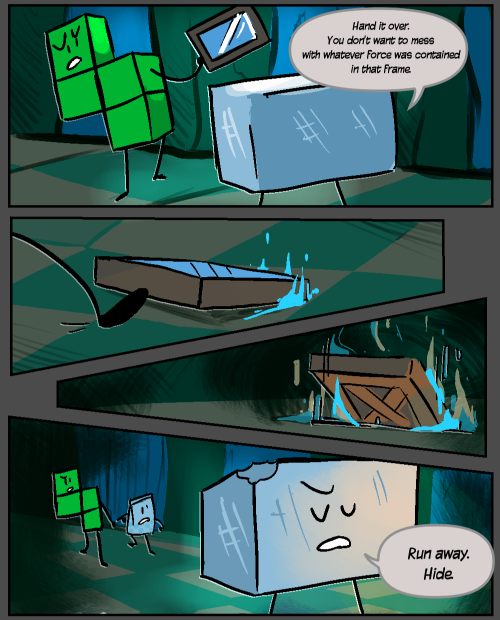 Hand it over.
You don't want to mess
with whatever Force was contained
in that Frame.
Run away.
Hide.